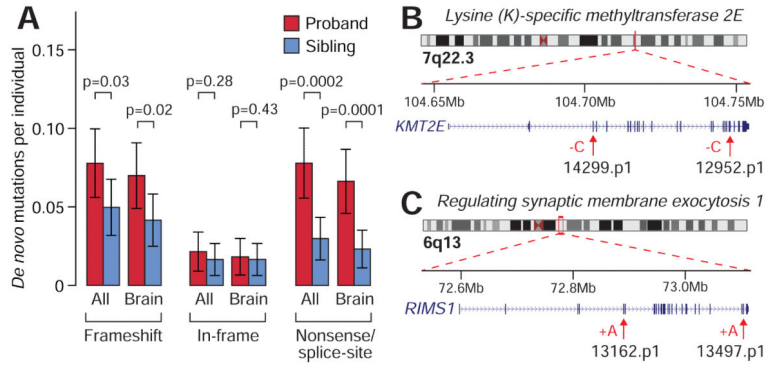 A
Proband
Sibling
De novo mutations per individual
0.15
0.10
0.05
0
p=0.03
p=0.02
p=0.28
p=0.43
p=0.0002
p=0.0001
All Brain All Brain All Brain
Frameshift In-frame Nonsense/
splice-site
B
Lysine (K)-specific methyltransferase 2E
7q22.3
104.65Mb 104.70Mb 104.75Mb
KMT2E
-C -C
14299.p1 12952.p1
C
Regulating synaptic membrane exocytosis 1
6q13
72.6Mb 72.8Mb 73.0Mb
RIMS1
+A +A
13162.p1 13497.p1